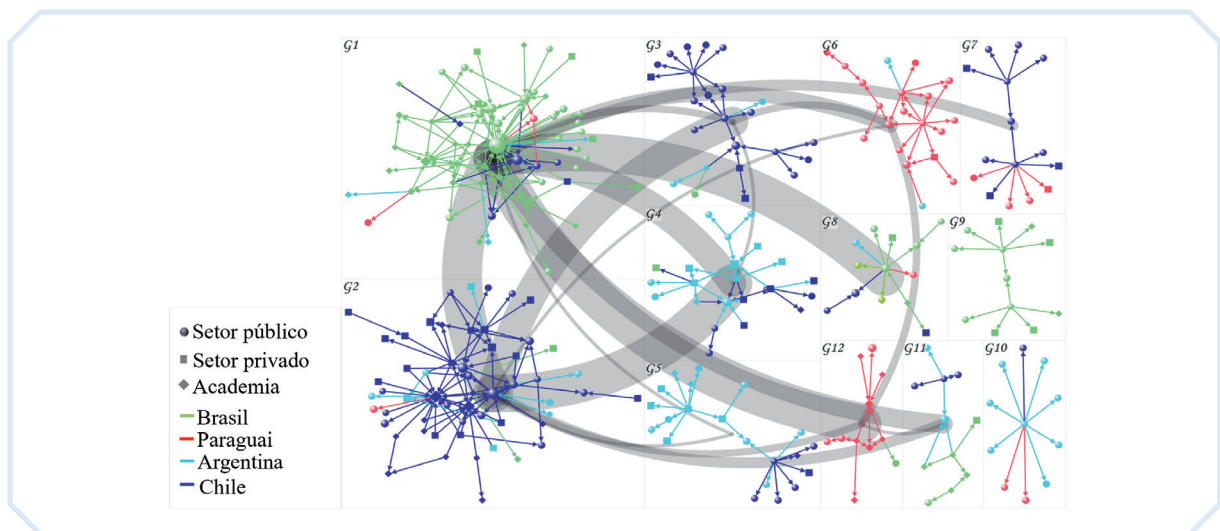 G1
G3
G6
G7
G4
G8
G9
G2
G5
G12
G11
G10
Setor público
Setor privado
Academia
Brasil
Paraguai
Argentina
Chile